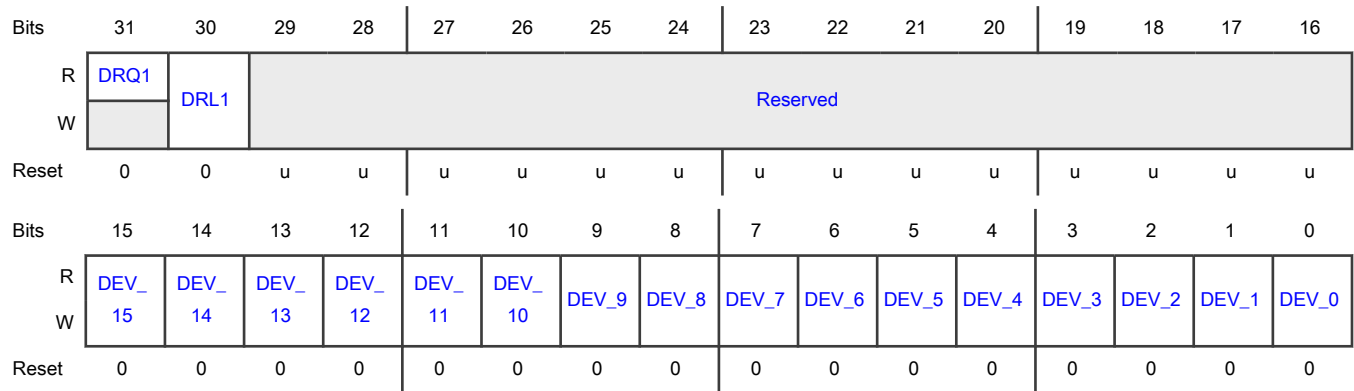 Bits 31 30 29 28 27 26 25 24 23 22 21 20 19 18 17 16
R DRQ1
DRL1 Reserved
W
Reset 0 0 u u u u u u u u u u u u u u
Bits 15 14 13 12 11 10 9 8 7 6 5 4 3 2 1 0
R DEV_ DEV_ DEV_ DEV_ DEV_ DEV_
DEV_9 DEV_8 DEV_7 DEV_6 DEV_5 DEV_4 DEV_3 DEV_2 DEV_1 DEV_0
W 15 14 13 12 11 10
Reset 0 0 0 0 0 0 0 0 0 0 0 0 0 0 0 0